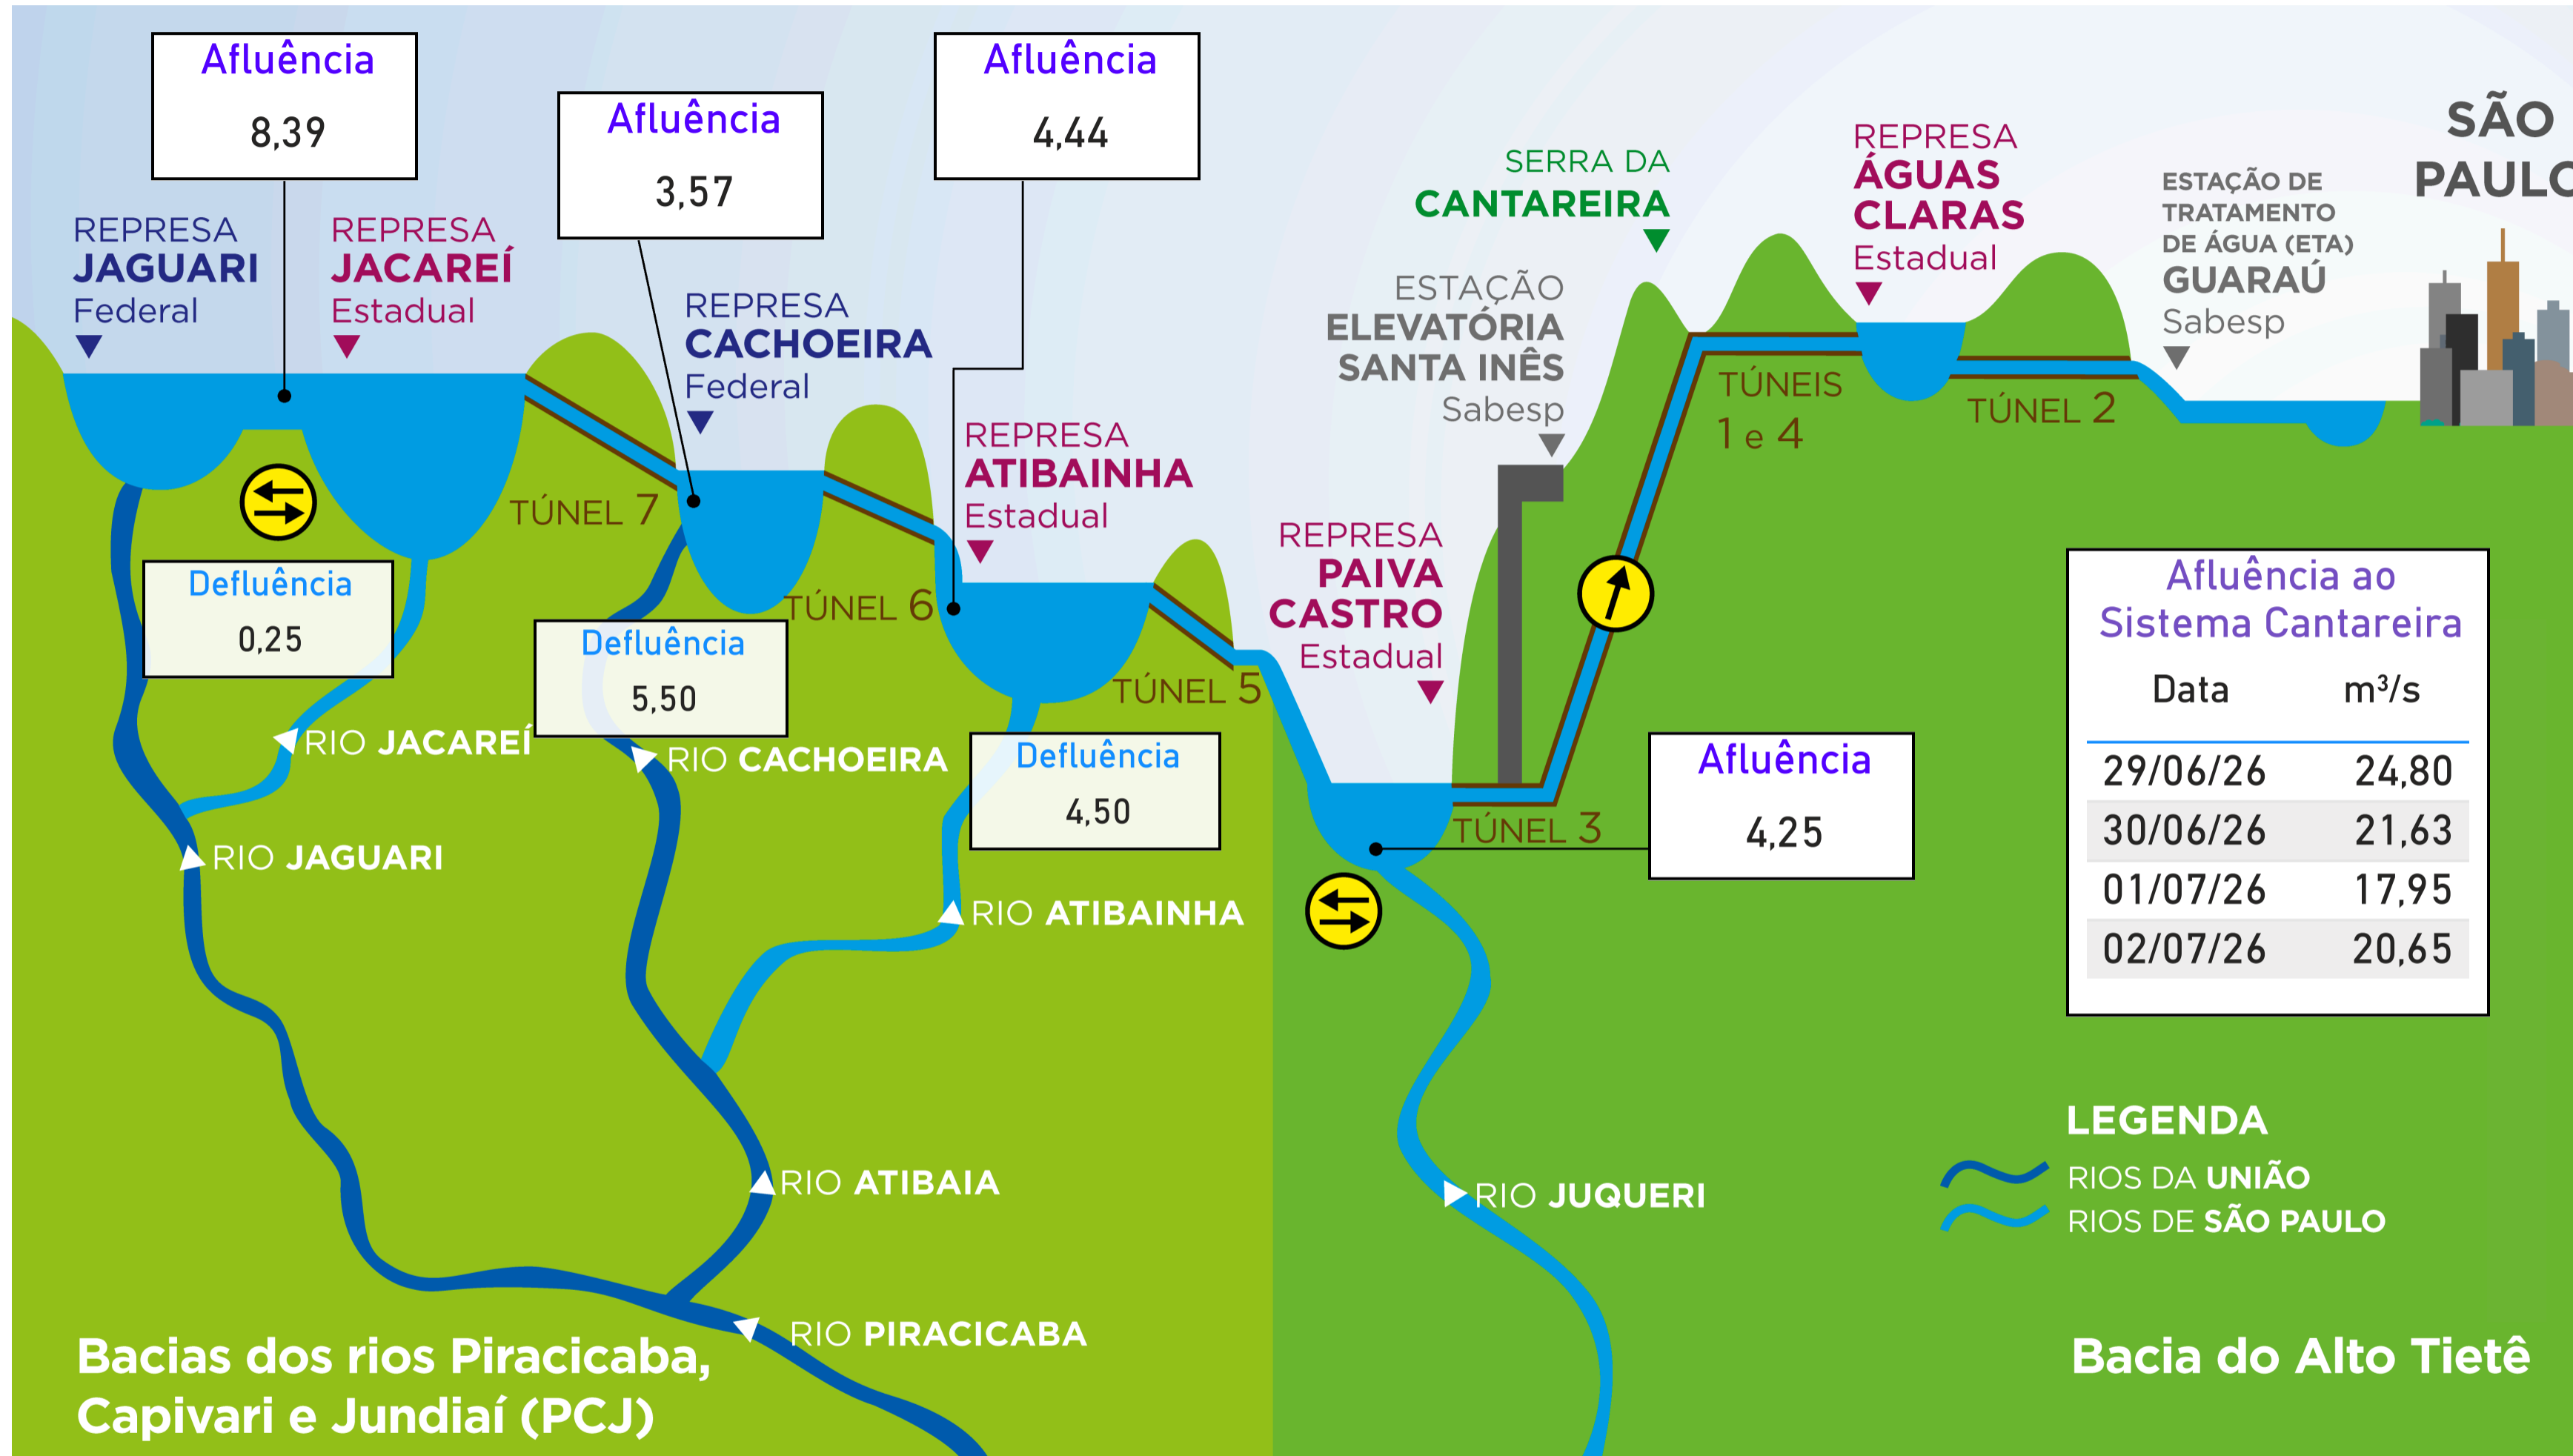 Afluência
8,39
Afluência
3,57
Afluência
4,44
REPRESA
JAGUARI
Federal
REPRESA
JACAREÍ
Estadual
REPRESA
CACHOEIRA
Federal
REPRESA
ATIBAINHA
Estadual
SERRA DA
CANTAREIRA
ESTAÇÃO
ELEVATÓRIA
SANTA INÊS
Sabesp
REPRESA
PAIVA
CASTRO
Estadual
REPRESA
ÁGUAS
CLARAS
Estadual
ESTAÇÃO DE
TRATAMENTO
DE ÁGUA (ETA)
GUARAÚ
Sabesp
SÃO
PAULO
TÚNEL 7
TÚNEL 6
TÚNEL 5
TÚNEL 3
TÚNEIS
1 e 4
TÚNEL 2
Defluência
0,25
Defluência
5,50
Defluência
4,50
Afluência
4,25
RIO JACAREÍ
RIO CACHOEIRA
RIO JAGUARI
RIO ATIBAINHA
RIO ATIBAIA
RIO JUQUERI
RIO PIRACICABA
Afluência ao
Sistema Cantareira
Data m³/s
29/06/26 24,80
30/06/26 21,63
01/07/26 17,95
02/07/26 20,65
LEGENDA
RIOS DA UNIÃO
RIOS DE SÃO PAULO
Bacias dos rios Piracicaba,
Capivari e Jundiaí (PCJ)
Bacia do Alto Tietê